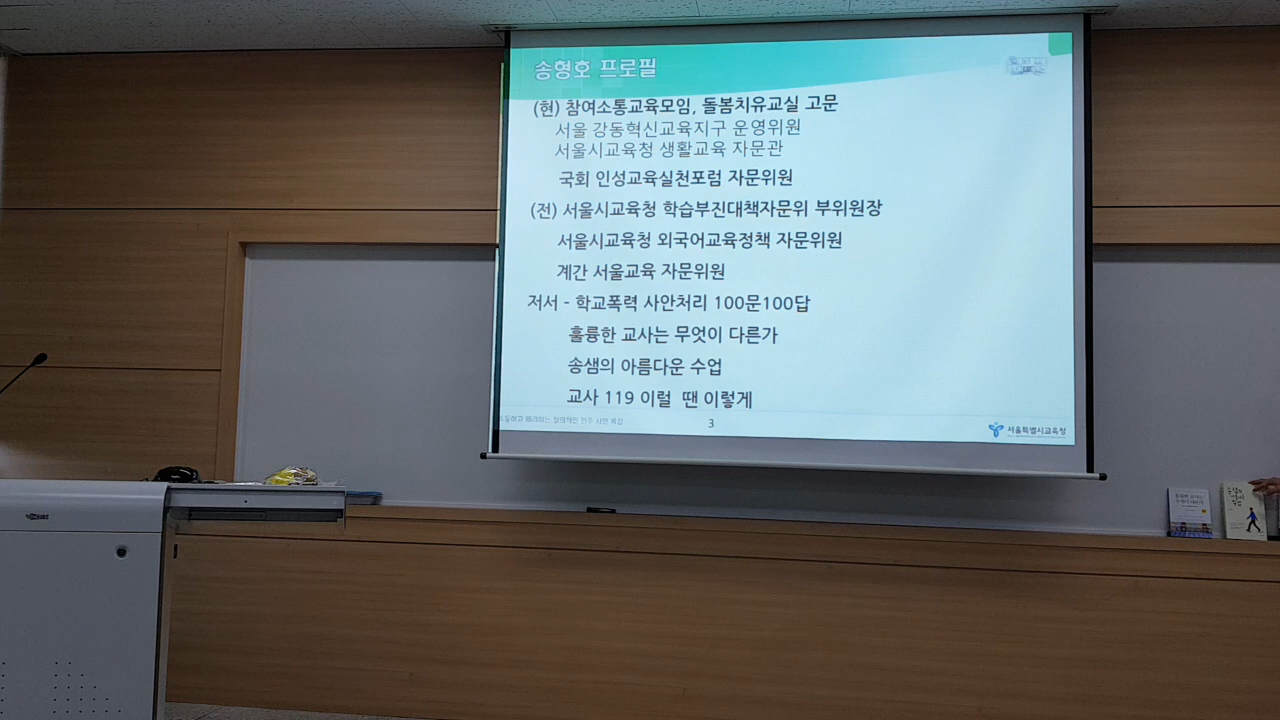 송형호 프로필
(현) 참여소통교육모임, 돌봄치유교실 고문
서울 강동혁신교육지구 운영위원
서울시교육청 생활교육 자문관
국회 인성교육실천포럼 자문위원
(전) 서울시교육청 학습부진대책자문위 부위원장
서울시교육청 외국어교육정책 자문위원
계간 서울교육 자문위원
저서 - 학교폭력 사안처리 100문100답
훌륭한 교사는 무엇이 다른가
송샘의 아름다운 수업
교사 119 이럴 땐 이렇게
3
서울특별시교육청